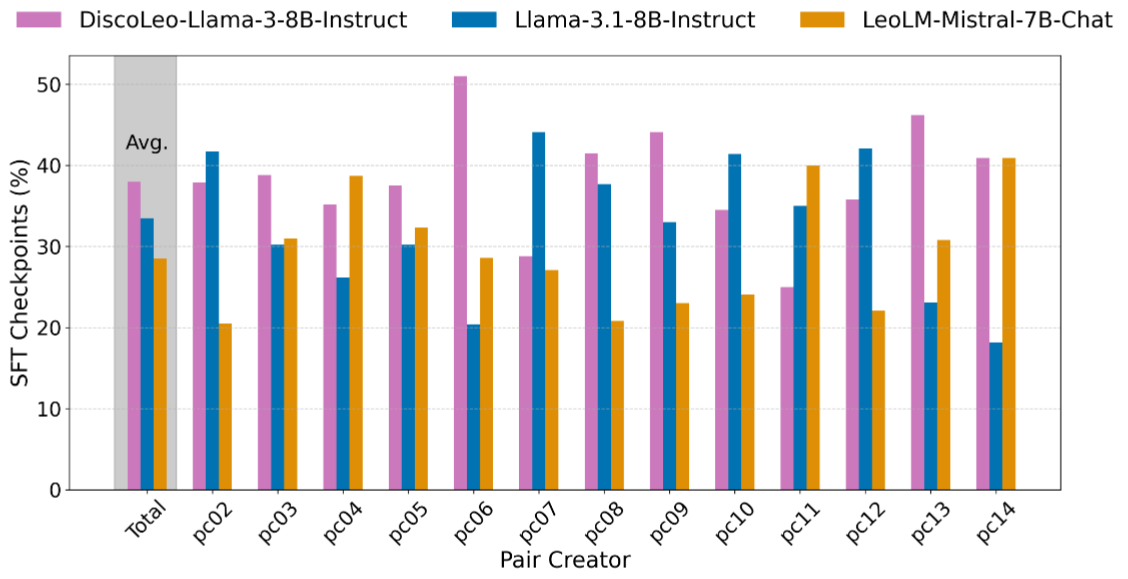 DiscoLeo-Llama-3-8B-Instruct Llama-3.1-8B-Instruct LeoLM-Mistral-7B-Chat
SFT Checkpoints (%)
50
40
30
20
10
0
Avg.
Total pc02 pc03 pc04 pc05 pc06 pc07 pc08 pc09 pc10 pc11 pc12 pc13 pc14
Pair Creator